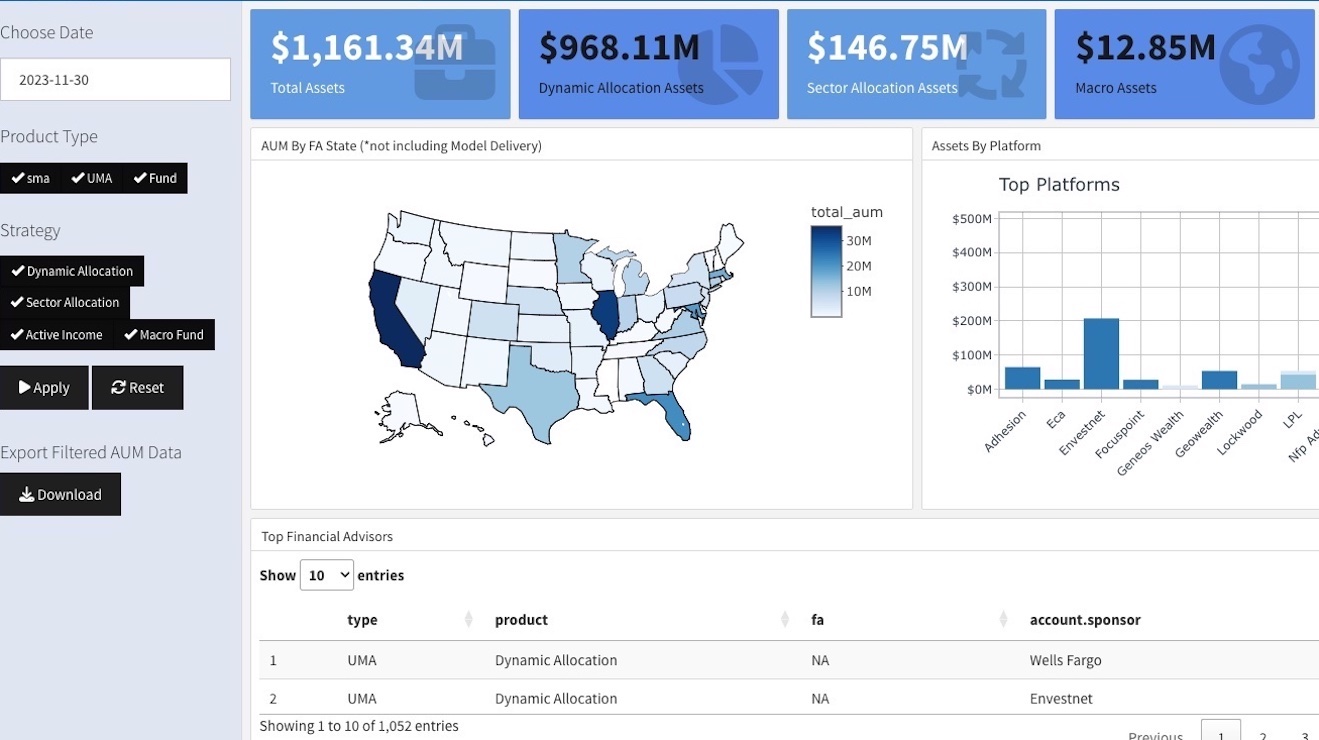 Choose Date
2023-11-30
Product Type
sma UMA Fund
Strategy
Dynamic Allocation
Sector Allocation
Active Income Macro Fund
Apply Reset
Export Filtered AUM Data
Download
$1,161.34M
Total Assets
$968.11M
Dynamic Allocation Assets
$146.75M
Sector Allocation Assets
$12.85M
Macro Assets
AUM By FA State (*not including Model Delivery)
total_aum
30M
20M
10M
Assets By Platform
Top Platforms
$500M
$400M
$300M
$200M
$100M
$0M
Adhesion
Eca
Envestnet
Focuspoint
Geneos Wealth
Geowealth
Lockwood
LPL
Nfp Ad
Top Financial Advisors
Show 10 entries
type product fa account.sponsor
1 UMA Dynamic Allocation NA Wells Fargo
2 UMA Dynamic Allocation NA Envestnet
Showing 1 to 10 of 1,052 entries
Previous 1 2 3